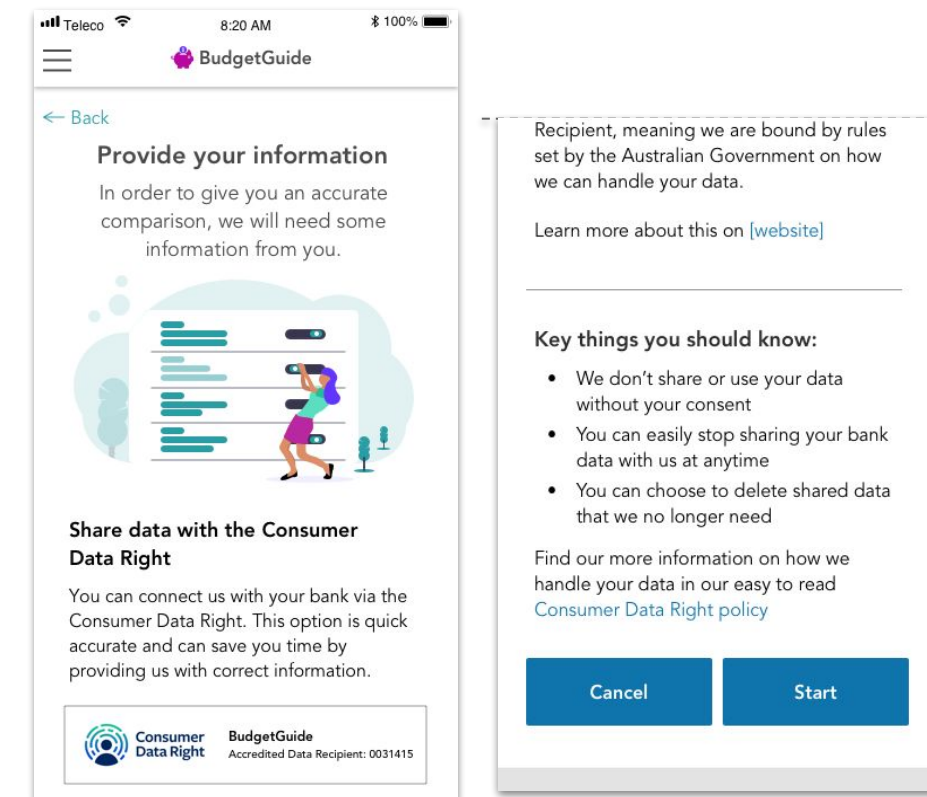 Teleco 8:20 AM 100%
BudgetGuide
← Back
Provide your information
In order to give you an accurate
comparison, we will need some
information from you.
Share data with the Consumer
Data Right
You can connect us with your bank via the
Consumer Data Right. This option is quick
accurate and can save you time by
providing us with correct information.
Consumer
Data Right
BudgetGuide
Accredited Data Recipient: 0031415
Recipient, meaning we are bound by rules
set by the Australian Government on how
we can handle your data.
Learn more about this on [website]
Key things you should know:
• We don't share or use your data
without your consent
• You can easily stop sharing your bank
data with us at anytime
• You can choose to delete shared data
that we no longer need
Find our more information on how we
handle your data in our easy to read
Consumer Data Right policy
Cancel Start